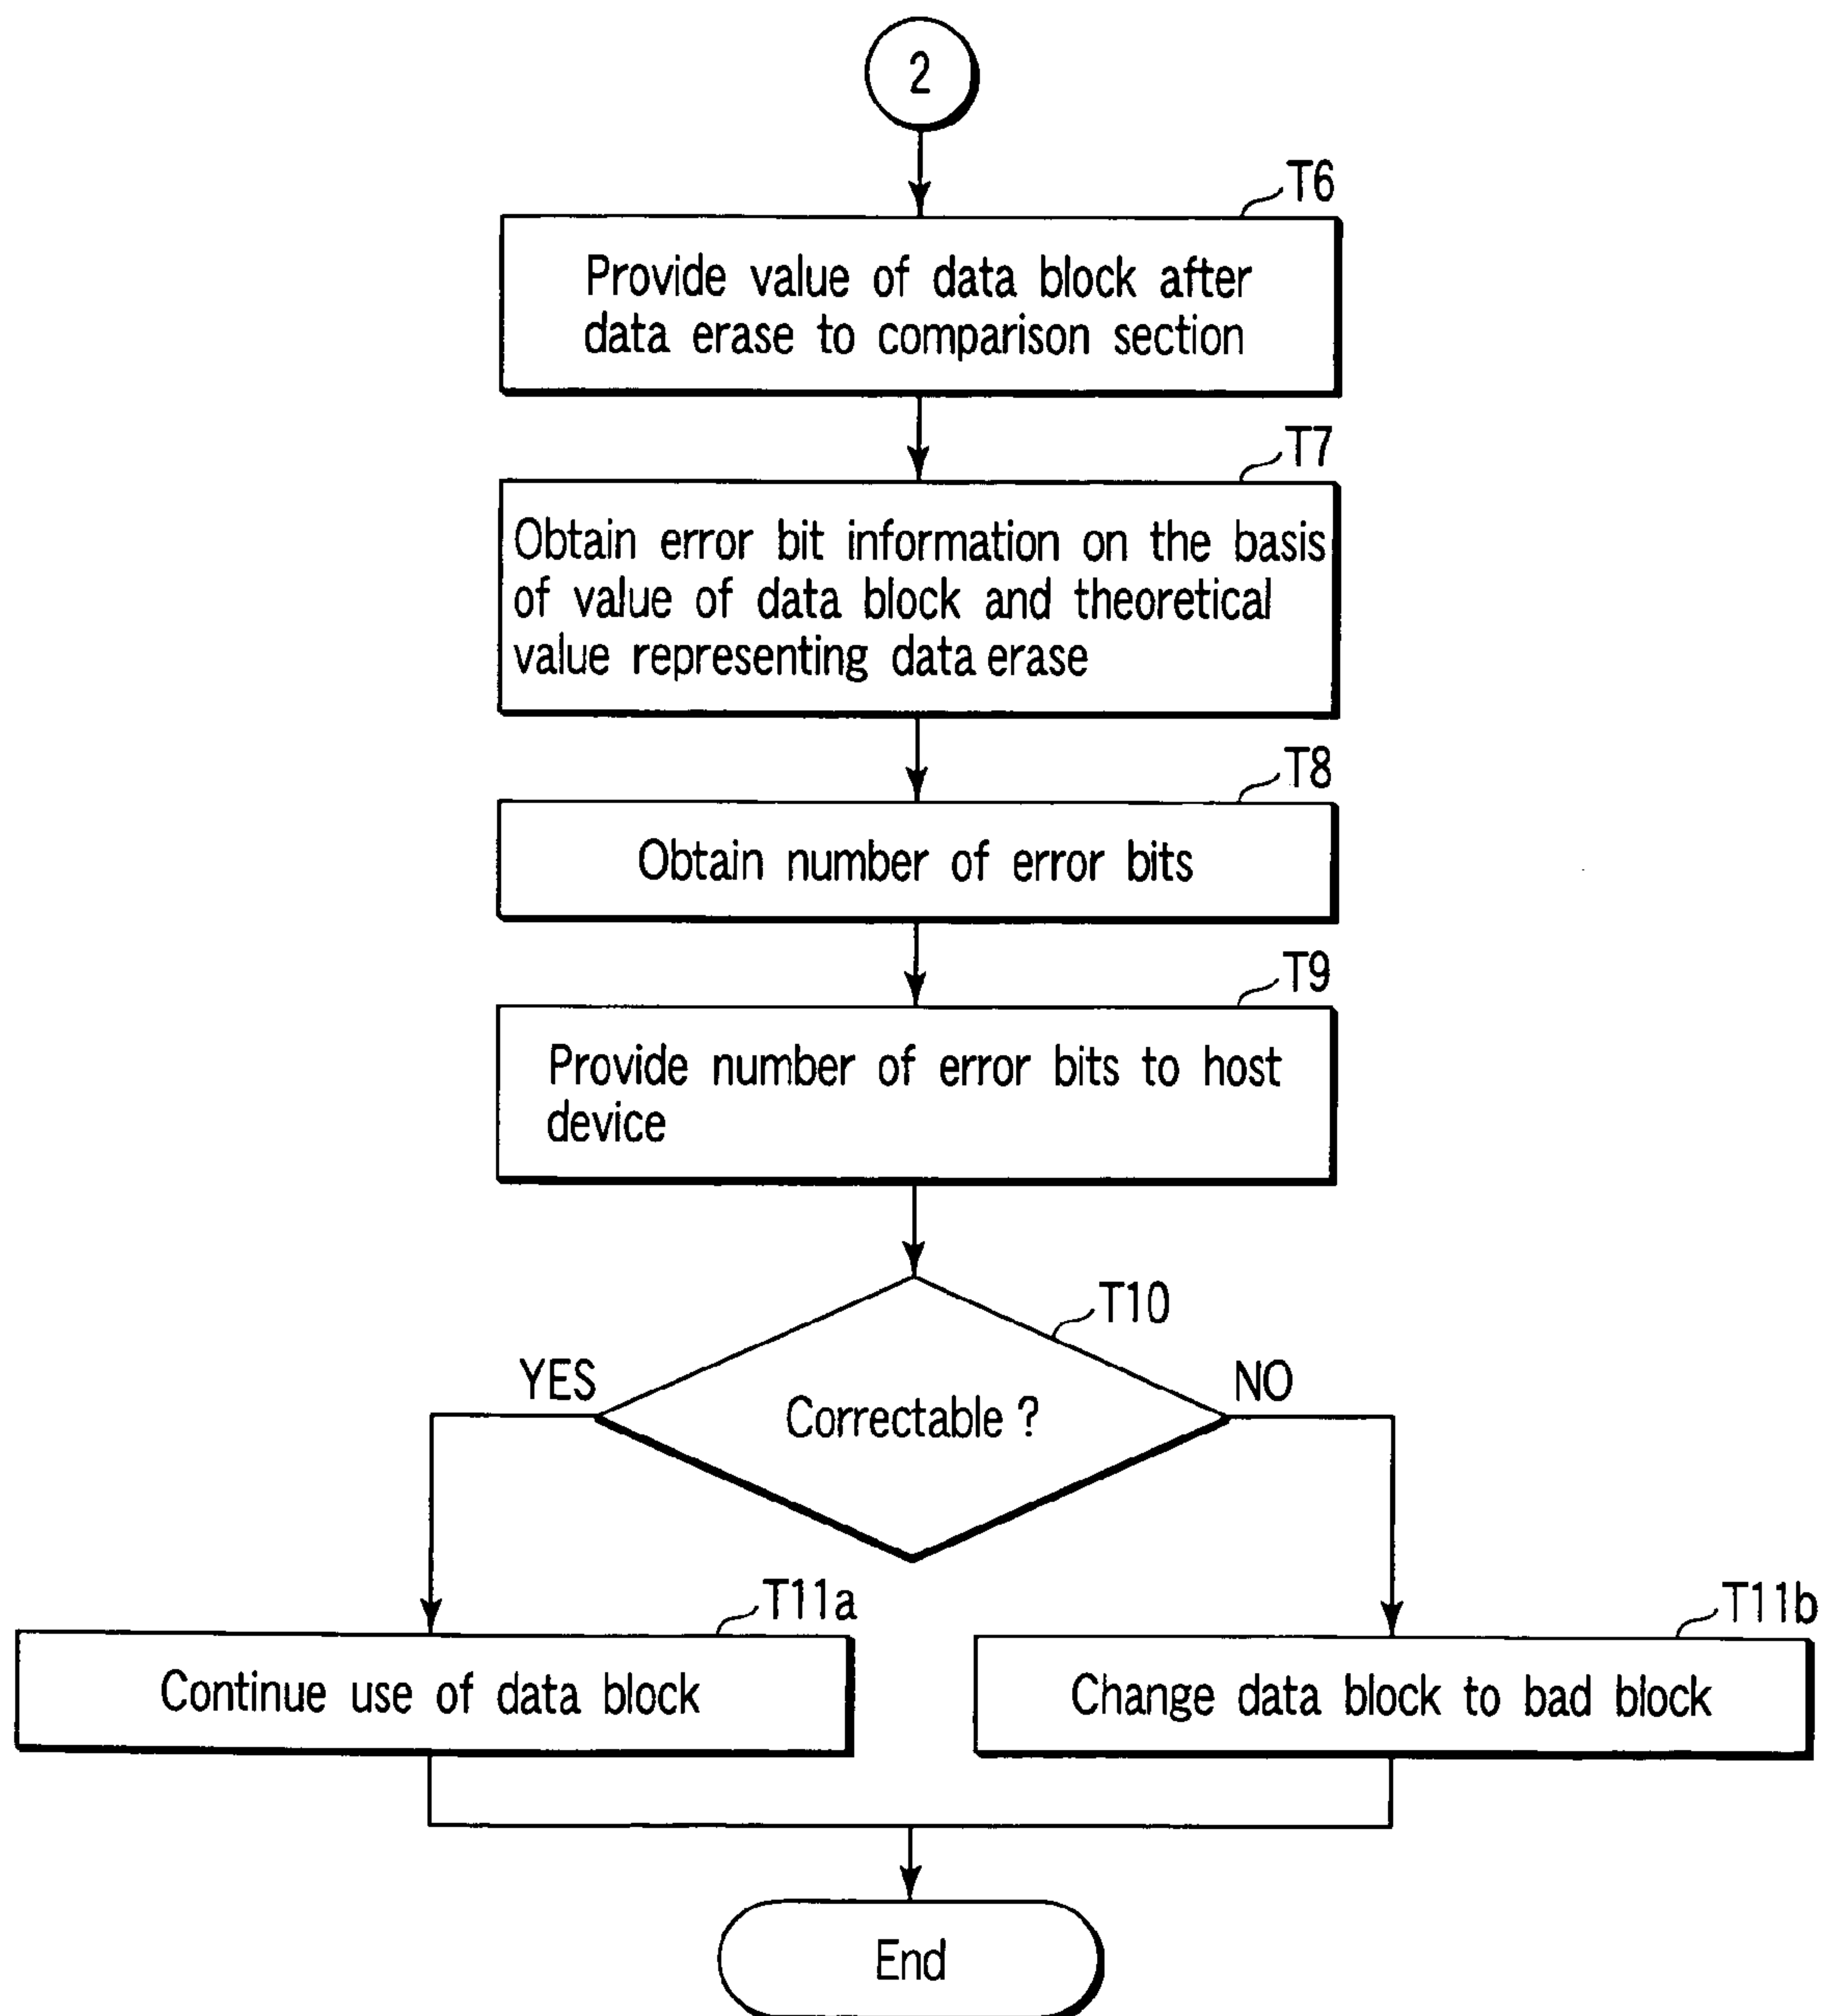 2
T6
Provide value of data block after
data erase to comparison section
T7
Obtain error bit information on the basis
of value of data block and theoretical
value representing data erase
T8
Obtain number of error bits
T9
Provide number of error bits to host
device
T10
YES
Correctable ?
NO
T11a
Continue use of data block
T11b
Change data block to bad block
End